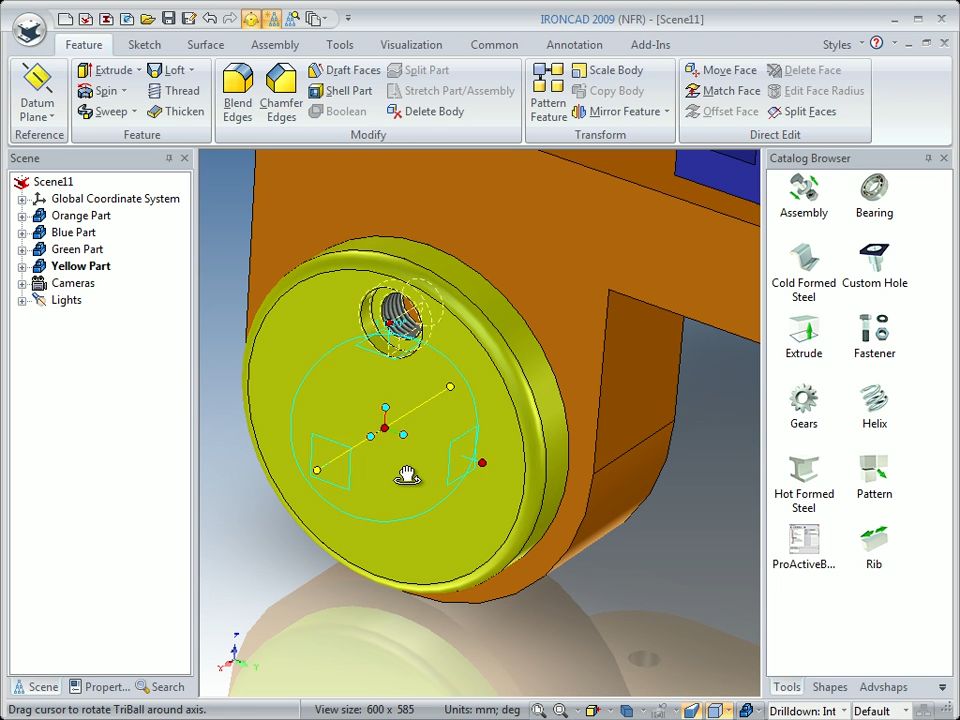 IRONCAD 2009 (NFR) - [Scene11]
Feature Sketch Surface Assembly Tools Visualization Common Annotation Add-Ins Styles
Extrude Loft Draft Faces Split Part Scale Body Move Face Delete Face
Spin Thread Shell Part Stretch Part/Assembly Copy Body Match Face Edit Face Radius
Datum Plane Sweep Thicken Blend Edges Chamfer Edges Boolean Delete Body Pattern Feature Mirror Feature Offset Face Split Faces
Reference Feature Modify Transform Direct Edit
Scene
Scene11
Global Coordinate System
Orange Part
Blue Part
Green Part
Yellow Part
Cameras
Lights
Catalog Browser
Assembly Bearing
Cold Formed Steel Custom Hole
Extrude Fastener
Gears Helix
Hot Formed Steel Pattern
ProActiveB... Rib
Z
X Y
Scene Propert... Search
Tools Shapes Advshaps
Drag cursor to rotate TriBall around axis. View size: 600 x 585 Units: mm; deg Drilldown: Int Default